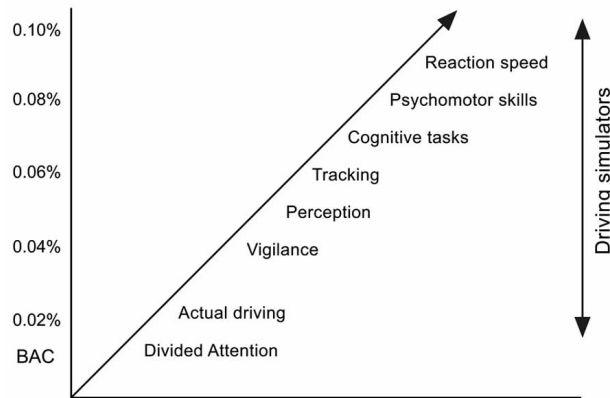 0.10%
Reaction speed
0.08%
Psychomotor skills
Cognitive tasks
0.06%
Tracking
Perception
0.04%
Vigilance
0.02%
Actual driving
BAC
Divided Attention
Driving simulators